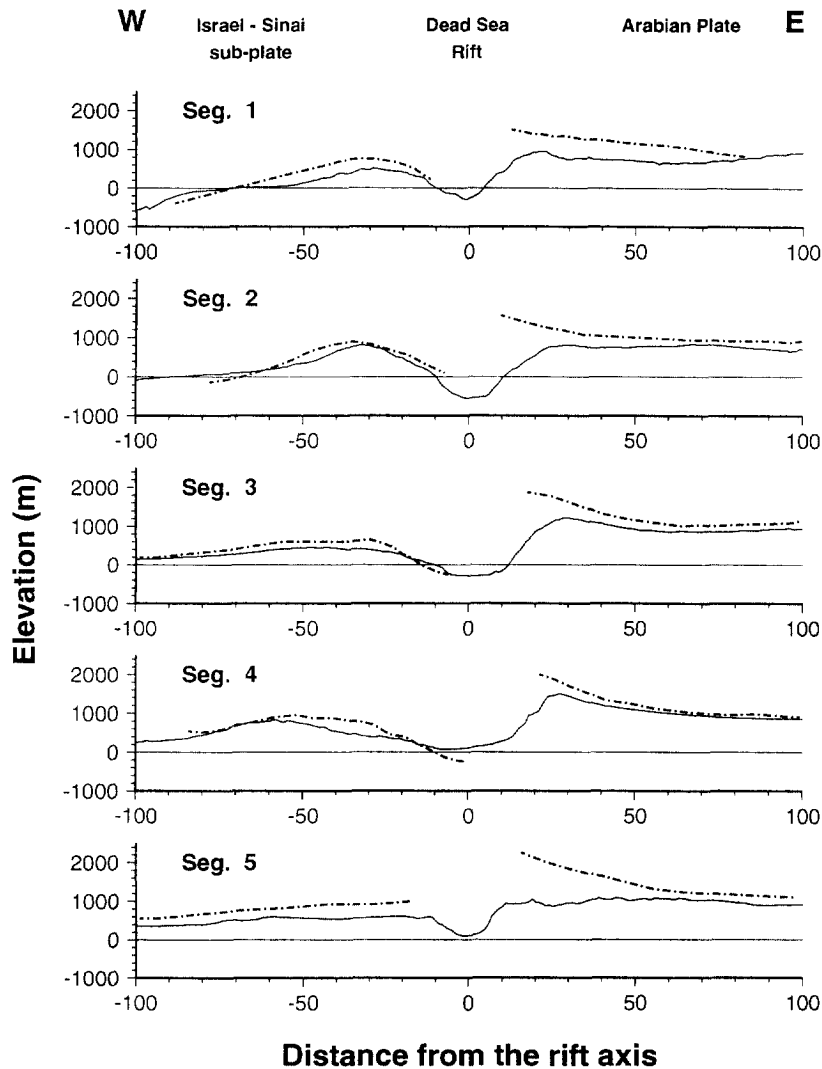 W Israel - Sinai Dead Sea Arabian Plate E
sub-plate Rift
Seg. 1
2000
1000
0
-1000
-100 -50 0 50 100
Seg. 2
2000
1000
0
-1000
-100 -50 0 50 100
Seg. 3
2000
1000
0
-1000
-100 -50 0 50 100
Seg. 4
2000
1000
0
-1000
-100 -50 0 50 100
Seg. 5
2000
1000
0
-1000
-100 -50 0 50 100
Elevation (m)
Distance from the rift axis